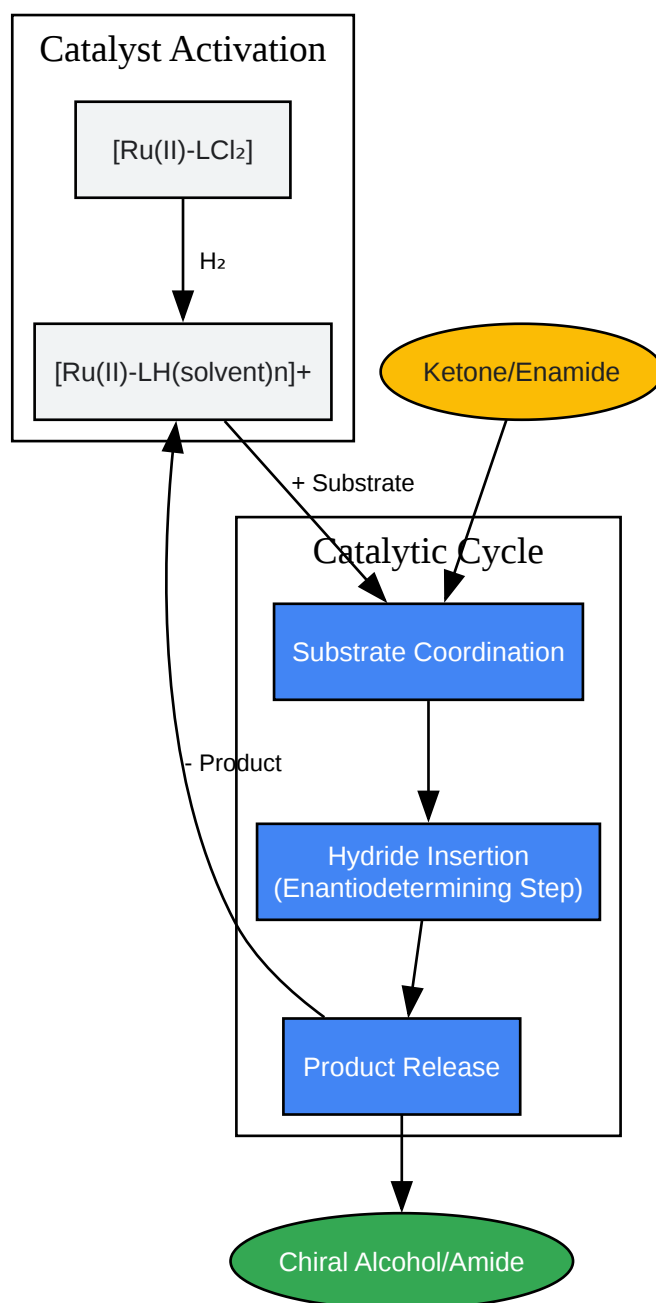 Catalyst Activation
[Ru(II)-LCl₂]
H₂
[Ru(II)-LH(solvent)n]+
Ketone/Enamide
+ Substrate
Catalytic Cycle
Substrate Coordination
- Product
Hydride Insertion
(Enantiodetermining Step)
Product Release
Chiral Alcohol/Amide